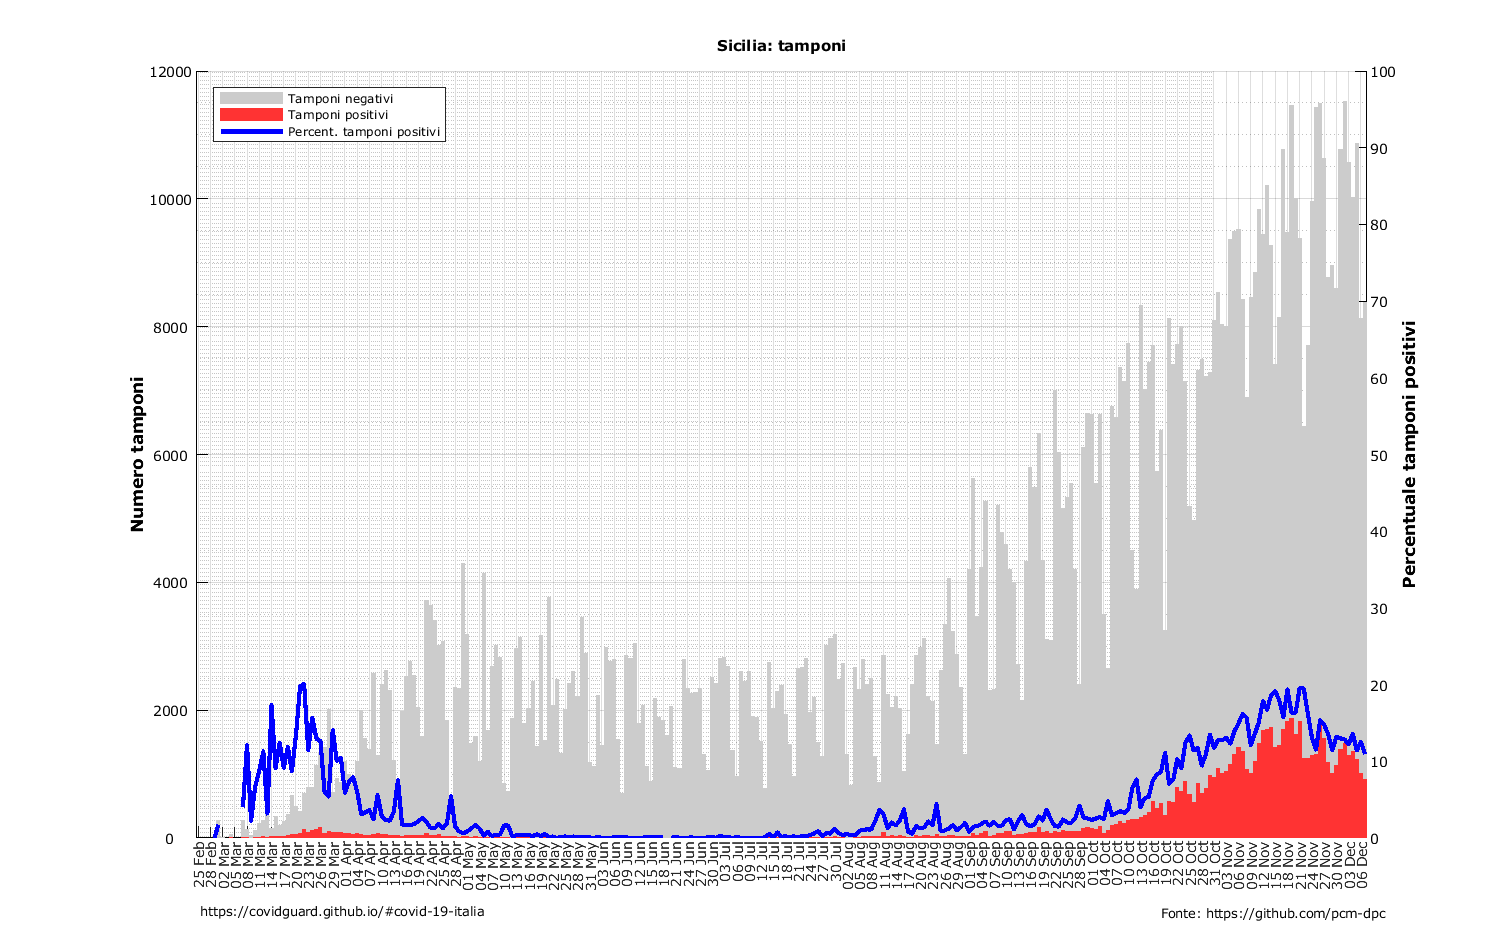 Sicilia: tamponi
12000
10000
8000
6000
4000
2000
0
Numero tamponi
Tamponi negativi
Tamponi positivi
Percent. tamponi positivi
100
90
80
70
60
50
40
30
20
10
0
Percentuale tamponi positivi
25 Feb
28 Feb
02 Mar
05 Mar
08 Mar
11 Mar
14 Mar
17 Mar
20 Mar
23 Mar
26 Mar
29 Mar
01 Apr
04 Apr
07 Apr
10 Apr
13 Apr
16 Apr
19 Apr
22 Apr
25 Apr
28 Apr
01 May
04 May
07 May
10 May
13 May
16 May
19 May
22 May
25 May
28 May
31 May
03 Jun
06 Jun
09 Jun
12 Jun
15 Jun
18 Jun
21 Jun
24 Jun
27 Jun
30 Jun
03 Jul
06 Jul
09 Jul
12 Jul
15 Jul
18 Jul
21 Jul
24 Jul
27 Jul
30 Jul
02 Aug
05 Aug
08 Aug
11 Aug
14 Aug
17 Aug
20 Aug
23 Aug
26 Aug
29 Aug
01 Sep
04 Sep
07 Sep
10 Sep
13 Sep
16 Sep
19 Sep
22 Sep
25 Sep
28 Sep
01 Oct
04 Oct
07 Oct
10 Oct
13 Oct
16 Oct
19 Oct
22 Oct
25 Oct
28 Oct
31 Oct
03 Nov
06 Nov
09 Nov
12 Nov
15 Nov
18 Nov
21 Nov
24 Nov
27 Nov
30 Nov
03 Dec
06 Dec
https://covidguard.github.io/#covid-19-italia
Fonte: https://github.com/pcm-dpc